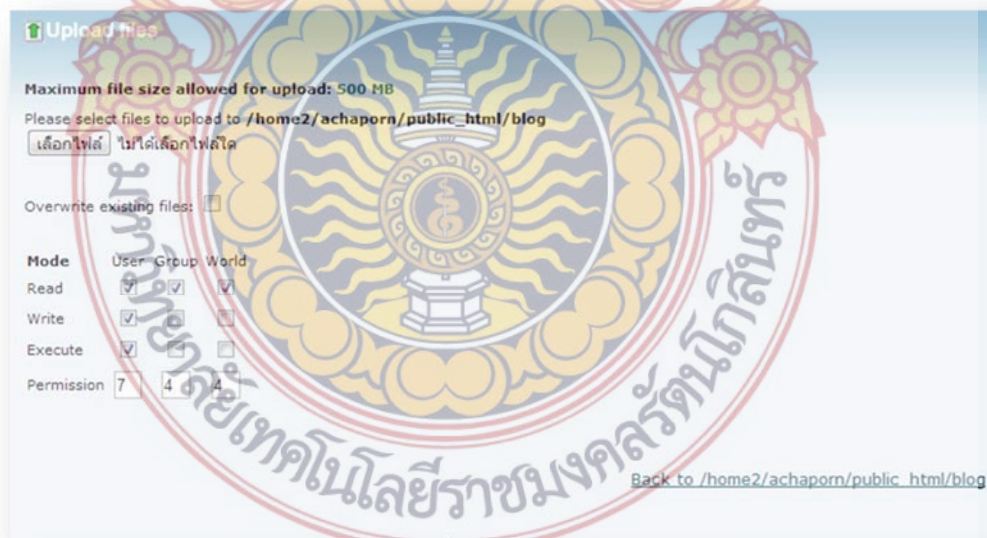 Upload files
Maximum file size allowed for upload: 500 MB
Please select files to upload to /home2/achaporn/public_html/blog
เลือกไฟล์ ไม่ได้เลือกไฟล์ใด
Overwrite existing files:
Mode User Group World
Read
Write
Execute
Permission 7 4 4
Back to /home2/achaporn/public_html/blog
มหาวิทยาลัยเทคโนโลยีราชมงคลรัตนโกสินทร์